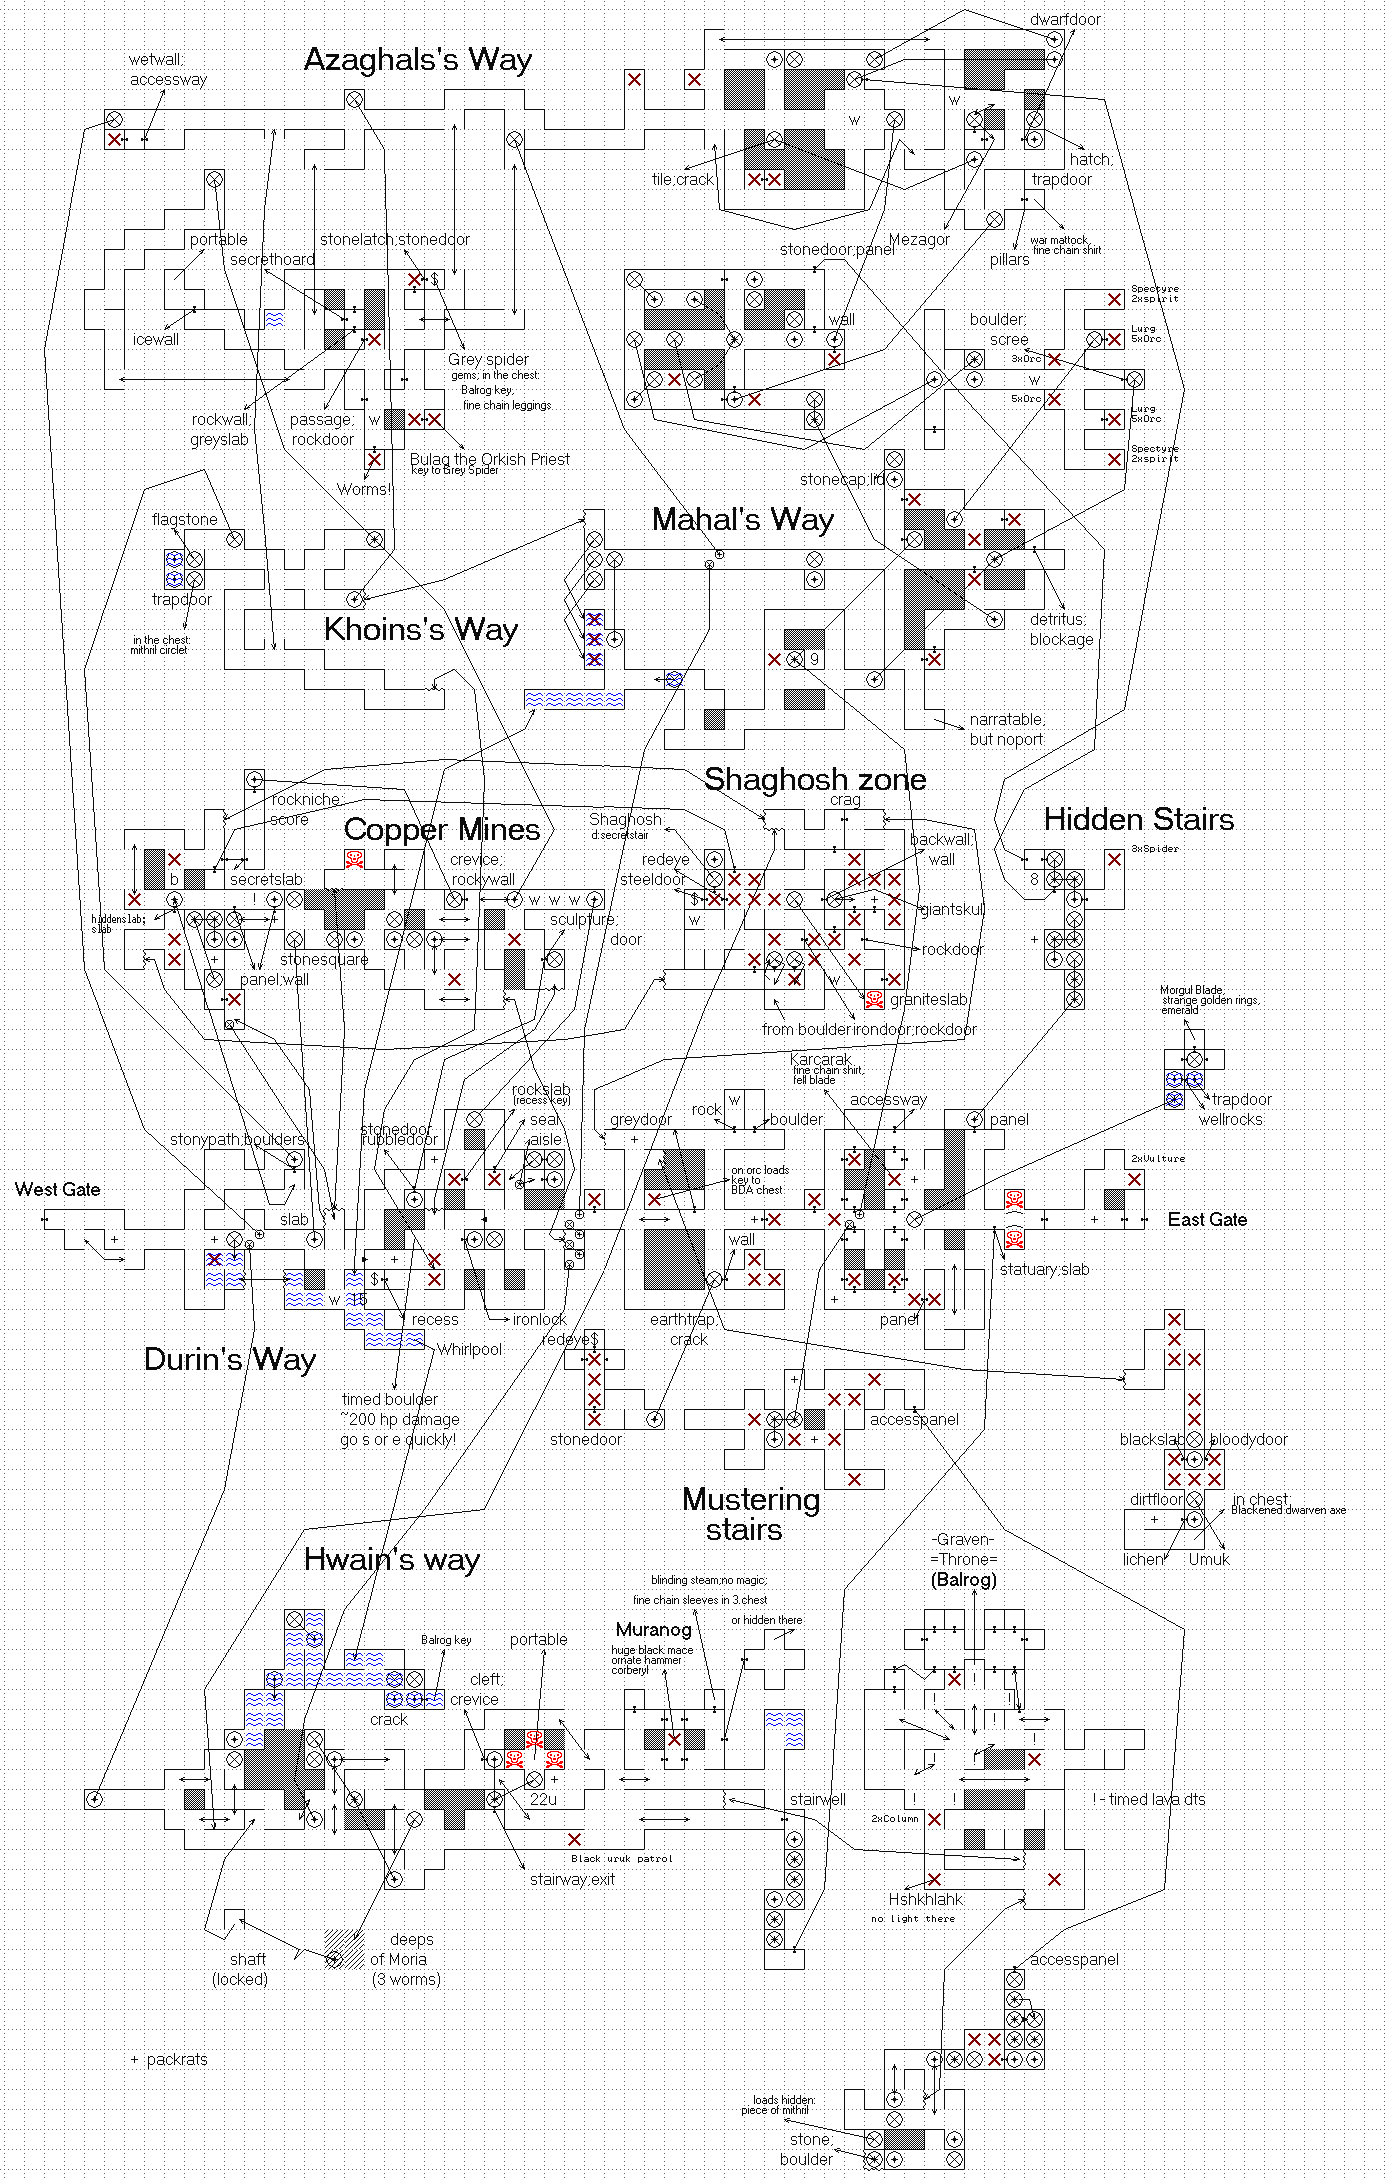 dwarfdoor
Azaghals's Way
wetwall;
accessway
w
w
hatch;
trapdoor
tile;crack
Mezagor
war mattock,
fine chain shirt
pillars
stonedoor;panel
portable
secrethoard
stonelatch;stonedoor
$
icewall
Grey spider
gems; in the chest:
Balrog key,
fine chain leggings
rockwall;
greyslab
passage;
rockdoor
w
Bulag the Orkish Priest
key to Grey Spider
Worms!
wall
boulder;
scree
Spectyre
2xspirit
Lurg
5xOrc
3xOrc
w
5xOrc
Lurg
5xOrc
Spectyre
2xspirit
stonecap;lid
Mahal's Way
flagstone
trapdoor
in the chest:
mithril circlet
Khoins's Way
9
detritus;
blockage
narratable,
but noport
Shaghosh zone
rockniche;
score
Copper Mines
Shaghosh
d:secretstair
crag
Hidden Stairs
backwall;
wall
crevice;
rockywall
redeye
steeldoor
3xSpider
b
secretslab
!
w w w w
$
w
+
giantskull
8
hiddenslab;
slab
+
sculpture;
door
+
rockdoor
stonesquare
+
panel;wall
w
graniteslab
from boulder
irondoor;rockdoor
Morgul Blade,
strange golden rings,
emerald
Karcarak
fine chain shirt,
fell blade
rockslab
(recess key)
seal
aisle
greydoor
rock
w
boulder
accessway
panel
trapdoor
wellrocks
stonypath;boulders
stonedoor
rubbledoor
+
+
2xVulture
on orc loads
key to
BDA chest
+
West Gate
slab
+
+
+
+
East Gate
+
wall
statuary;slab
$
w
15
+
recess
ironlock
earthtrap;
crack
panel
redeye
$
Whirlpool
Durin's Way
timed boulder
~200 hp damage
go s or e quickly!
+
stonedoor
+
accesspanel
blackslab
bloodydoor
Mustering
stairs
dirtfloor
in chest:
Blackened dwarven axe
+
lichen
Umuk
Hwain's way
-Graven-
=Throne=
(Balrog)
blinding steam;no magic;
fine chain sleeves in 3.chest
or hidden there
Muranog
huge black mace
ornate hammer
corberyl
Balrog key
portable
cleft;
crevice
crack
!
!
!
!
!
!
+
22u
stairwell
!
!
!
! - timed lava dts
2xColumn
Black uruk patrol
stairway;exit
Hshkhlahk
no light there
shaft
(locked)
deeps
of Moria
(3 worms)
accesspanel
+ packrats
loads hidden:
piece of mithril
stone;
boulder